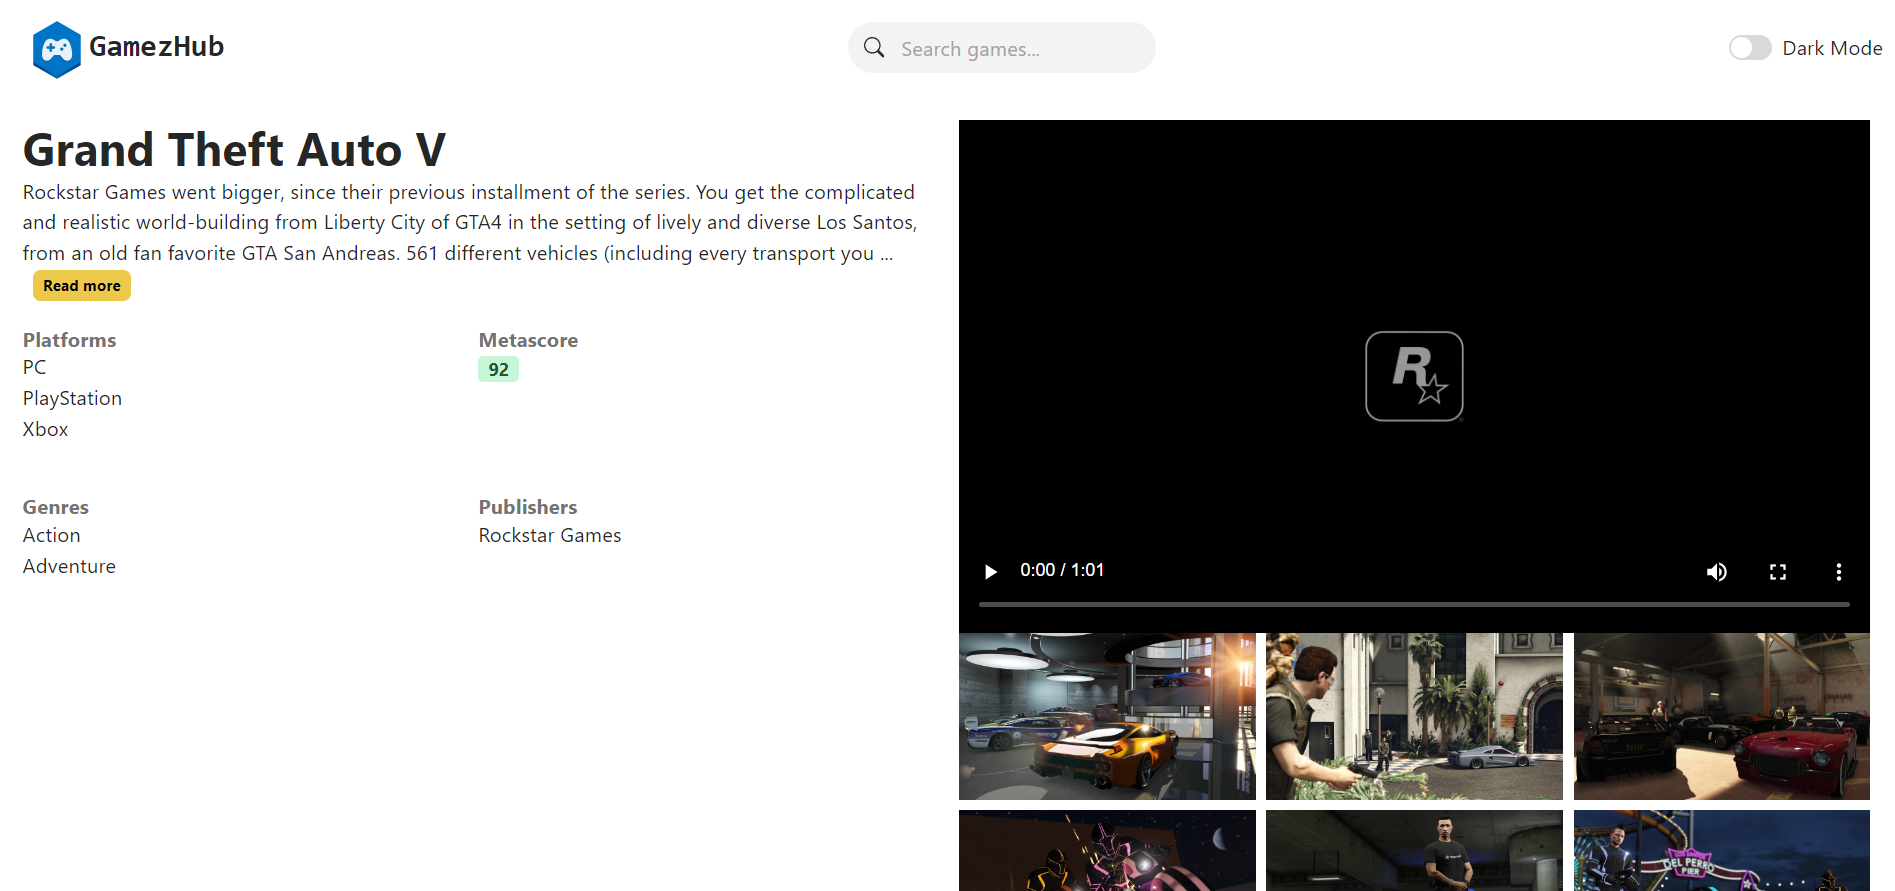 GamezHub
Search games...
Dark Mode
Grand Theft Auto V
Rockstar Games went bigger, since their previous installment of the series. You get the complicated
and realistic world-building from Liberty City of GTA4 in the setting of lively and diverse Los Santos,
from an old fan favorite GTA San Andreas. 561 different vehicles (including every transport you ...
Read more
Platforms
PC
PlayStation
Xbox
Metascore
92
Genres
Action
Adventure
Publishers
Rockstar Games
R
0:00 / 1:01
LOS SANTOS
DEL PERRO
PIER